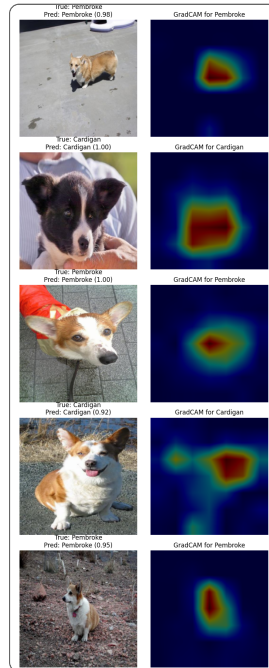 True: Pembroke
Pred: Pembroke (0.98)
GradCAM for Pembroke
True: Cardigan
Pred: Cardigan (1.00)
GradCAM for Cardigan
True: Pembroke
Pred: Pembroke (1.00)
GradCAM for Pembroke
True: Cardigan
Pred: Cardigan (0.92)
GradCAM for Cardigan
True: Pembroke
Pred: Pembroke (0.95)
GradCAM for Pembroke